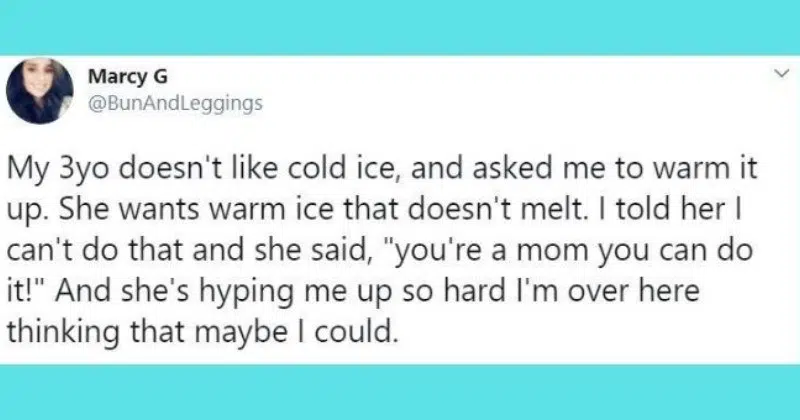 Marcy G
@BunAndLeggings
My 3yo doesn't like cold ice, and asked me to warm it
up. She wants warm ice that doesn't melt. I told her I
can't do that and she said, "you're a mom you can do
it!" And she's hyping me up so hard I'm over here
thinking that maybe I could.